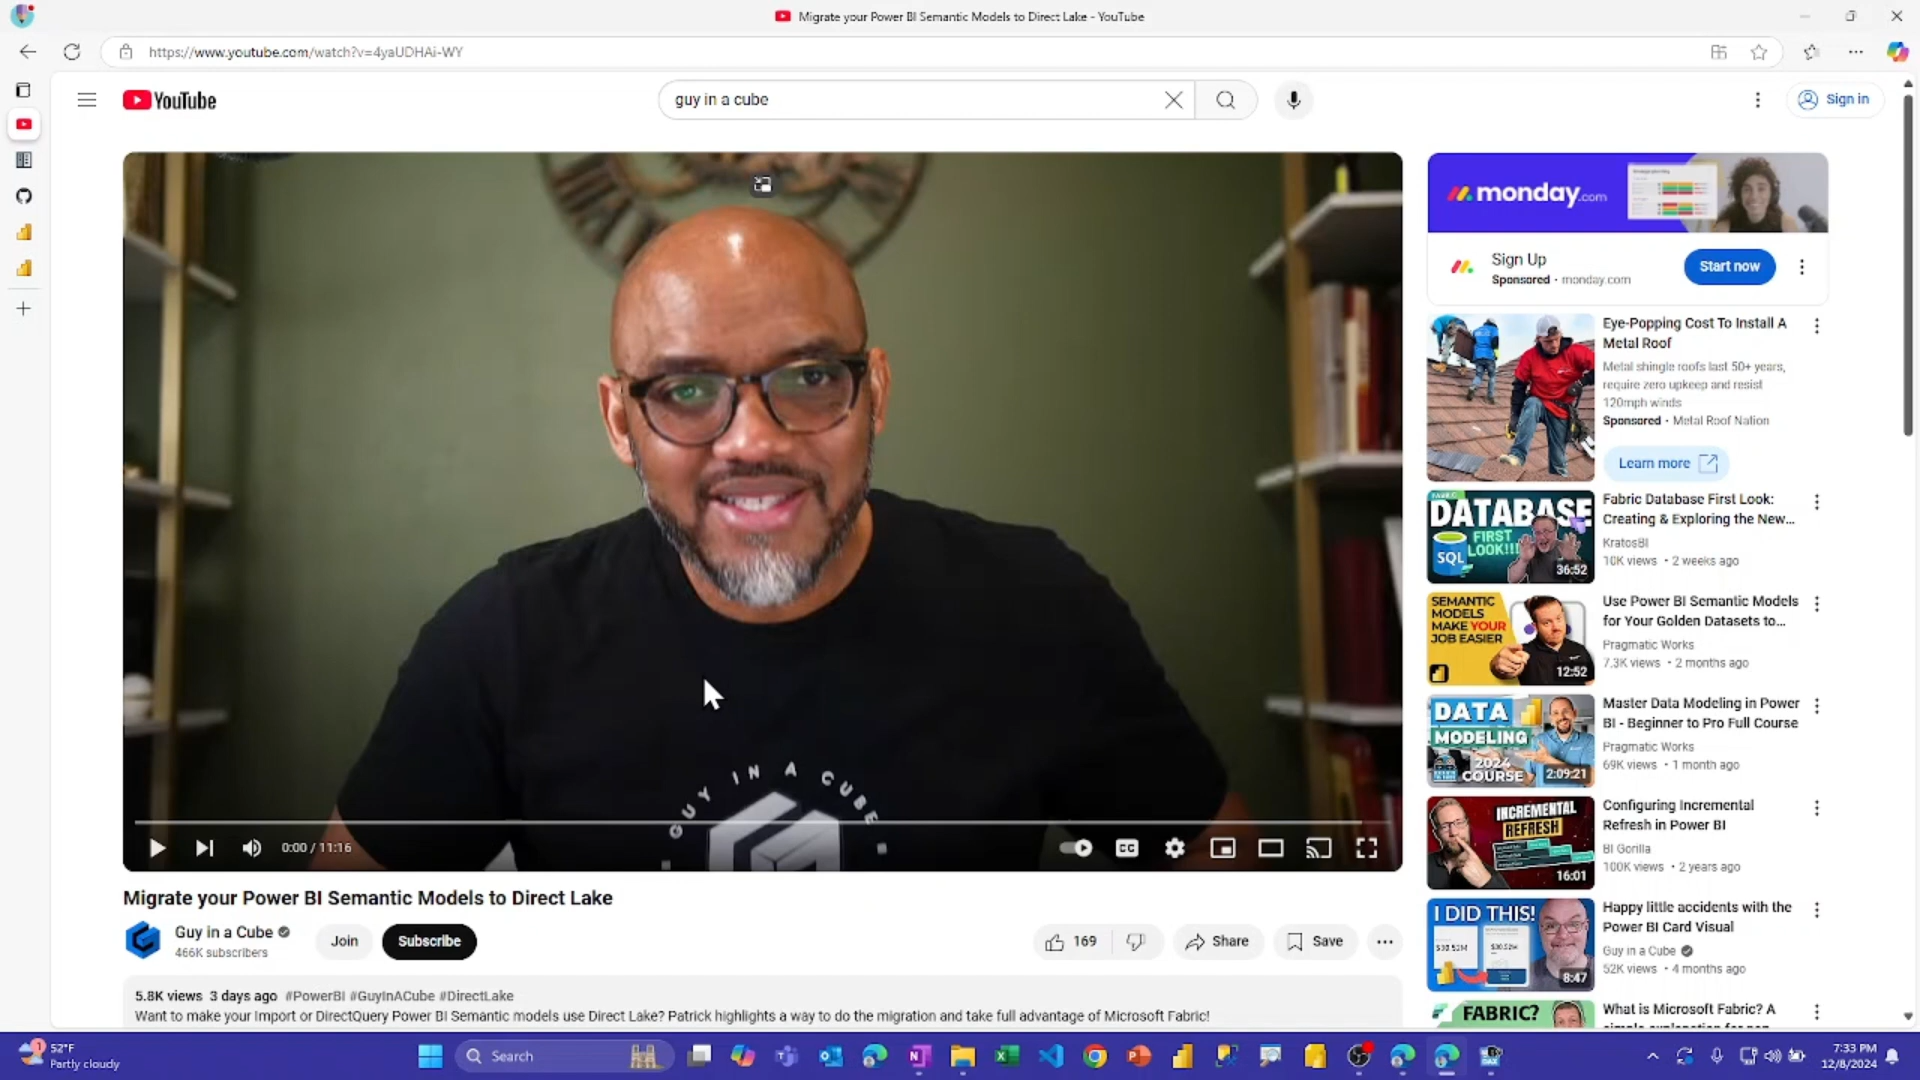 Migrate your Power BI Semantic Models to Direct Lake - YouTube
https://www.youtube.com/watch?v=4yaUDHAi-WY
YouTube
guy in a cube
Sign in
GUY IN A CUBE
0:00 / 11:16
CC
Migrate your Power BI Semantic Models to Direct Lake
Guy in a Cube
466K subscribers
Join
Subscribe
169
Share
Save
5.8K views 3 days ago #PowerBI #GuyInACube #DirectLake
Want to make your Import or DirectQuery Power BI Semantic models use Direct Lake? Patrick highlights a way to do the migration and take full advantage of Microsoft Fabric!
monday.com
Sign Up
Sponsored · monday.com
Start now
Eye-Popping Cost To Install A
Metal Roof
Metal shingle roofs last 50+ years,
require zero upkeep and resist
120mph winds
Sponsored · Metal Roof Nation
Learn more
FABRIC
DATABASE
FIRST
LOOK!!!
SQL
36:52
Fabric Database First Look:
Creating & Exploring the New...
KratosBI
10K views • 2 weeks ago
SEMANTIC
MODELS
MAKE YOUR
JOB EASIER
12:52
Use Power BI Semantic Models
for Your Golden Datasets to...
Pragmatic Works
7.3K views • 2 months ago
DATA
MODELING
2024
COURSE
2:09:21
Master Data Modeling in Power
BI - Beginner to Pro Full Course
Pragmatic Works
69K views • 1 month ago
INCREMENTAL
REFRESH
16:01
Configuring Incremental
Refresh in Power BI
BI Gorilla
100K views • 2 years ago
I DID THIS!
8:47
Happy little accidents with the
Power BI Card Visual
Guy in a Cube
52K views • 4 months ago
FABRIC?
What is Microsoft Fabric? A
52°F
Partly cloudy
Search
7:33 PM
12/8/2024